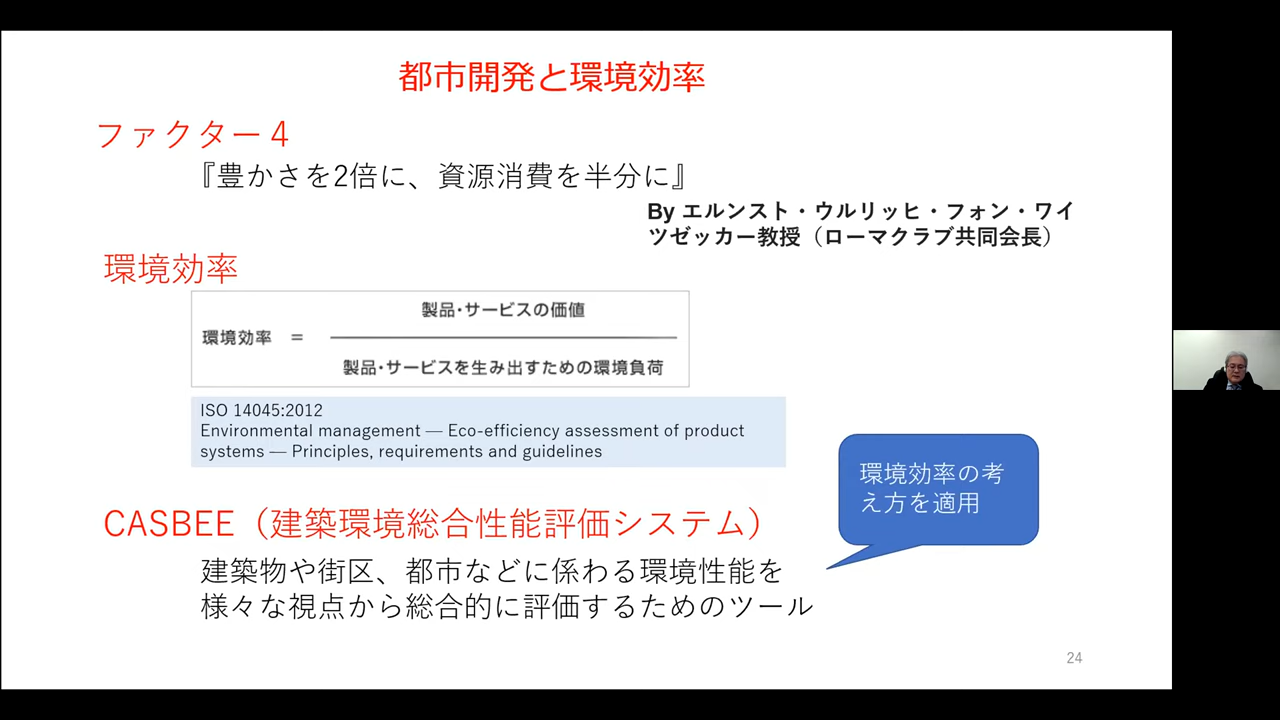 都市開発と環境効率
ファクター４
『豊かさを2倍に、資源消費を半分に』
By エルンスト・ウルリッヒ・フォン・ワイ
ツゼッカー教授（ローマクラブ共同会長）
環境効率
製品・サービスの価値
環境効率 =
製品・サービスを生み出すための環境負荷
ISO 14045:2012
Environmental management — Eco-efficiency assessment of product
systems — Principles, requirements and guidelines
環境効率の考
え方を適用
CASBEE（建築環境総合性能評価システム）
建築物や街区、都市などに係わる環境性能を
様々な視点から総合的に評価するためのツール
24